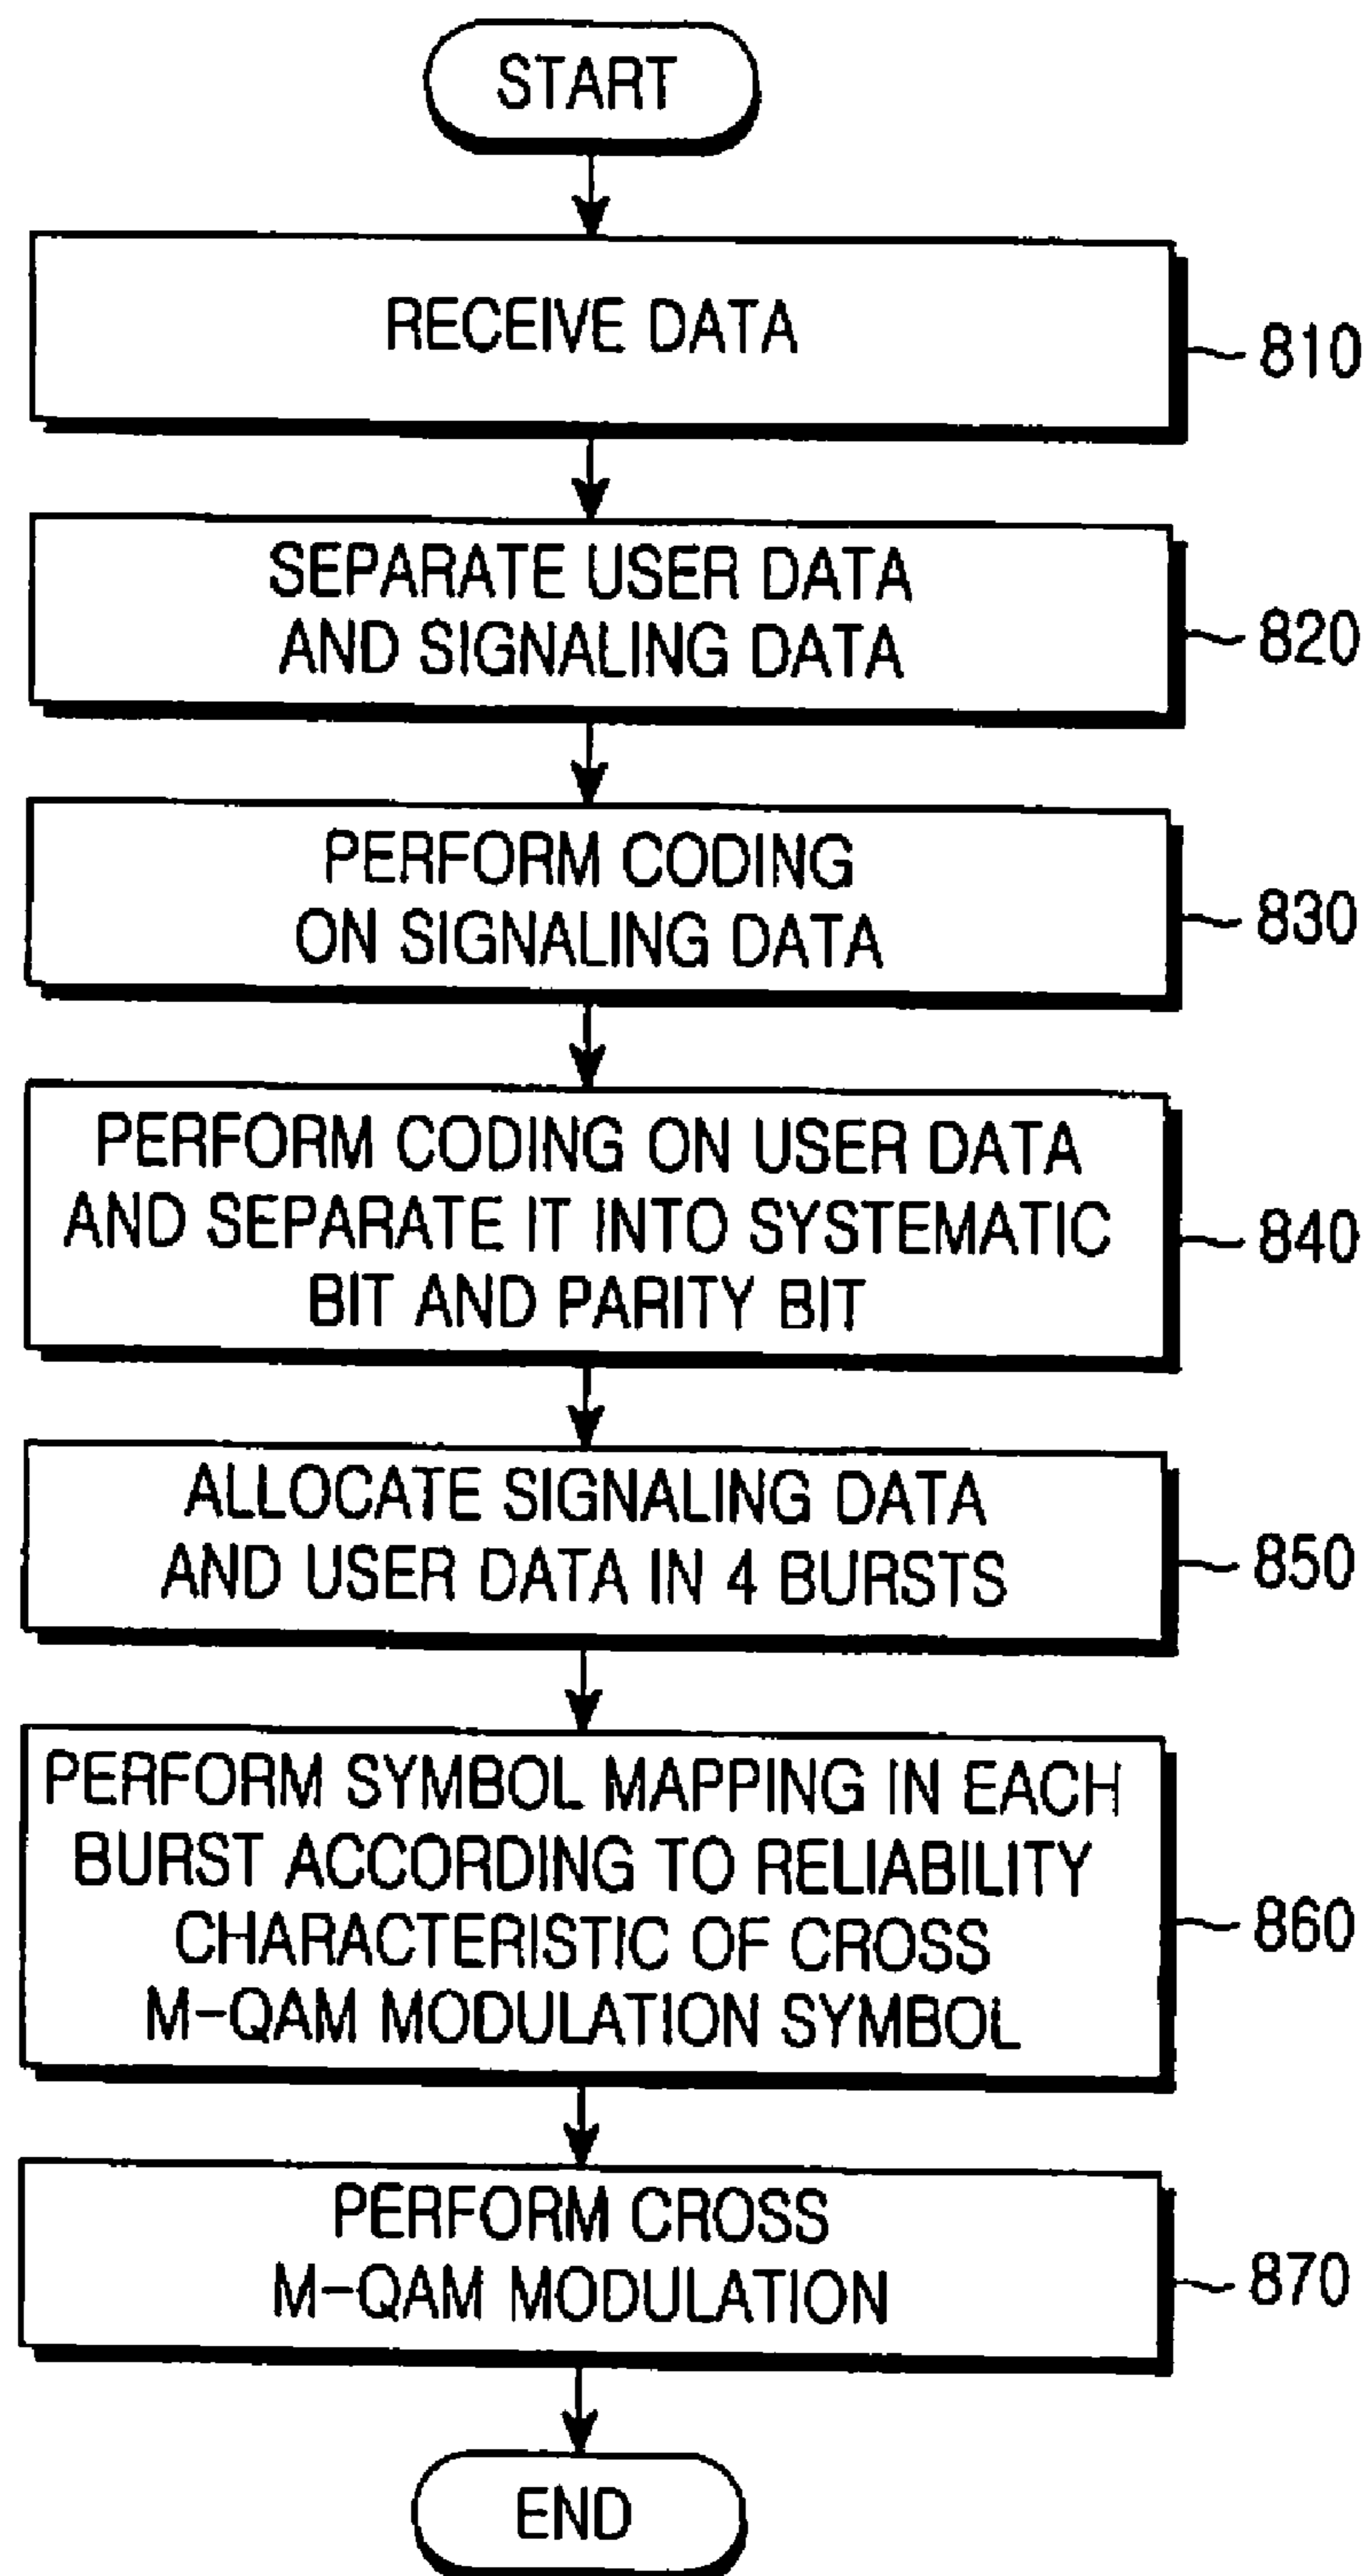 START
RECEIVE DATA
810
SEPARATE USER DATA
AND SIGNALING DATA
820
PERFORM CODING
ON SIGNALING DATA
830
PERFORM CODING ON USER DATA
AND SEPARATE IT INTO SYSTEMATIC
BIT AND PARITY BIT
840
ALLOCATE SIGNALING DATA
AND USER DATA IN 4 BURSTS
850
PERFORM SYMBOL MAPPING IN EACH
BURST ACCORDING TO RELIABILITY
CHARACTERISTIC OF CROSS
M-QAM MODULATION SYMBOL
860
PERFORM CROSS
M-QAM MODULATION
870
END